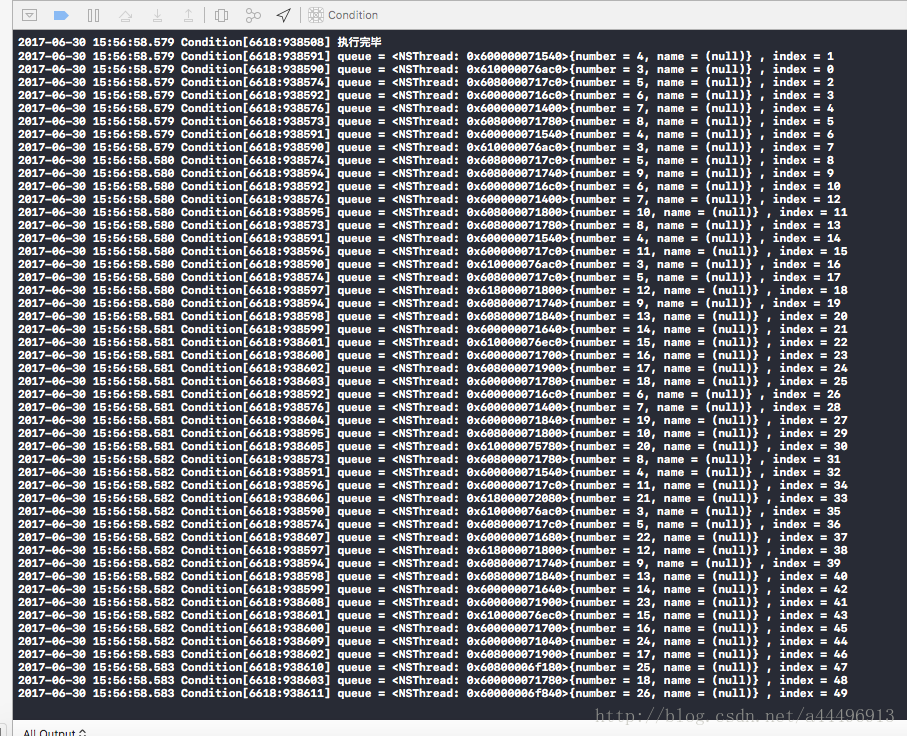 Condition
2017-06-30 15:56:58.579 Condition[6618:938508] 执行完毕
2017-06-30 15:56:58.579 Condition[6618:938591] queue = <NSThread: 0x600000071540>{number = 4, name = (null)} , index = 1
2017-06-30 15:56:58.579 Condition[6618:938590] queue = <NSThread: 0x610000076ac0>{number = 3, name = (null)} , index = 0
2017-06-30 15:56:58.579 Condition[6618:938574] queue = <NSThread: 0x6080000717c0>{number = 5, name = (null)} , index = 2
2017-06-30 15:56:58.579 Condition[6618:938592] queue = <NSThread: 0x6000000716c0>{number = 6, name = (null)} , index = 3
2017-06-30 15:56:58.579 Condition[6618:938576] queue = <NSThread: 0x600000071400>{number = 7, name = (null)} , index = 4
2017-06-30 15:56:58.579 Condition[6618:938573] queue = <NSThread: 0x608000071780>{number = 8, name = (null)} , index = 5
2017-06-30 15:56:58.579 Condition[6618:938591] queue = <NSThread: 0x600000071540>{number = 4, name = (null)} , index = 6
2017-06-30 15:56:58.579 Condition[6618:938590] queue = <NSThread: 0x610000076ac0>{number = 3, name = (null)} , index = 7
2017-06-30 15:56:58.580 Condition[6618:938574] queue = <NSThread: 0x6080000717c0>{number = 5, name = (null)} , index = 8
2017-06-30 15:56:58.580 Condition[6618:938594] queue = <NSThread: 0x608000071740>{number = 9, name = (null)} , index = 9
2017-06-30 15:56:58.580 Condition[6618:938592] queue = <NSThread: 0x6000000716c0>{number = 6, name = (null)} , index = 10
2017-06-30 15:56:58.580 Condition[6618:938576] queue = <NSThread: 0x600000071400>{number = 7, name = (null)} , index = 12
2017-06-30 15:56:58.580 Condition[6618:938595] queue = <NSThread: 0x608000071800>{number = 10, name = (null)} , index = 11
2017-06-30 15:56:58.580 Condition[6618:938573] queue = <NSThread: 0x608000071780>{number = 8, name = (null)} , index = 13
2017-06-30 15:56:58.580 Condition[6618:938591] queue = <NSThread: 0x600000071540>{number = 4, name = (null)} , index = 14
2017-06-30 15:56:58.580 Condition[6618:938596] queue = <NSThread: 0x6000000717c0>{number = 11, name = (null)} , index = 15
2017-06-30 15:56:58.580 Condition[6618:938590] queue = <NSThread: 0x610000076ac0>{number = 3, name = (null)} , index = 16
2017-06-30 15:56:58.580 Condition[6618:938574] queue = <NSThread: 0x6080000717c0>{number = 5, name = (null)} , index = 17
2017-06-30 15:56:58.580 Condition[6618:938597] queue = <NSThread: 0x618000071800>{number = 12, name = (null)} , index = 18
2017-06-30 15:56:58.580 Condition[6618:938594] queue = <NSThread: 0x608000071740>{number = 9, name = (null)} , index = 19
2017-06-30 15:56:58.581 Condition[6618:938598] queue = <NSThread: 0x608000071840>{number = 13, name = (null)} , index = 20
2017-06-30 15:56:58.581 Condition[6618:938599] queue = <NSThread: 0x600000071640>{number = 14, name = (null)} , index = 21
2017-06-30 15:56:58.581 Condition[6618:938601] queue = <NSThread: 0x610000076ec0>{number = 15, name = (null)} , index = 22
2017-06-30 15:56:58.581 Condition[6618:938600] queue = <NSThread: 0x600000071700>{number = 16, name = (null)} , index = 23
2017-06-30 15:56:58.581 Condition[6618:938602] queue = <NSThread: 0x608000071900>{number = 17, name = (null)} , index = 24
2017-06-30 15:56:58.581 Condition[6618:938603] queue = <NSThread: 0x600000071780>{number = 18, name = (null)} , index = 25
2017-06-30 15:56:58.581 Condition[6618:938592] queue = <NSThread: 0x6000000716c0>{number = 6, name = (null)} , index = 26
2017-06-30 15:56:58.581 Condition[6618:938576] queue = <NSThread: 0x600000071400>{number = 7, name = (null)} , index = 28
2017-06-30 15:56:58.581 Condition[6618:938604] queue = <NSThread: 0x600000071840>{number = 19, name = (null)} , index = 27
2017-06-30 15:56:58.581 Condition[6618:938595] queue = <NSThread: 0x608000071800>{number = 10, name = (null)} , index = 29
2017-06-30 15:56:58.581 Condition[6618:938605] queue = <NSThread: 0x610000075780>{number = 20, name = (null)} , index = 30
2017-06-30 15:56:58.582 Condition[6618:938573] queue = <NSThread: 0x608000071780>{number = 8, name = (null)} , index = 31
2017-06-30 15:56:58.582 Condition[6618:938591] queue = <NSThread: 0x600000071540>{number = 4, name = (null)} , index = 32
2017-06-30 15:56:58.582 Condition[6618:938596] queue = <NSThread: 0x6000000717c0>{number = 11, name = (null)} , index = 34
2017-06-30 15:56:58.582 Condition[6618:938606] queue = <NSThread: 0x618000072080>{number = 21, name = (null)} , index = 33
2017-06-30 15:56:58.582 Condition[6618:938590] queue = <NSThread: 0x610000076ac0>{number = 3, name = (null)} , index = 35
2017-06-30 15:56:58.582 Condition[6618:938574] queue = <NSThread: 0x6080000717c0>{number = 5, name = (null)} , index = 36
2017-06-30 15:56:58.582 Condition[6618:938607] queue = <NSThread: 0x600000071680>{number = 22, name = (null)} , index = 37
2017-06-30 15:56:58.582 Condition[6618:938597] queue = <NSThread: 0x618000071800>{number = 12, name = (null)} , index = 38
2017-06-30 15:56:58.582 Condition[6618:938594] queue = <NSThread: 0x608000071740>{number = 9, name = (null)} , index = 39
2017-06-30 15:56:58.582 Condition[6618:938598] queue = <NSThread: 0x608000071840>{number = 13, name = (null)} , index = 40
2017-06-30 15:56:58.582 Condition[6618:938599] queue = <NSThread: 0x600000071640>{number = 14, name = (null)} , index = 42
2017-06-30 15:56:58.582 Condition[6618:938608] queue = <NSThread: 0x600000071900>{number = 23, name = (null)} , index = 41
2017-06-30 15:56:58.582 Condition[6618:938601] queue = <NSThread: 0x610000076ec0>{number = 15, name = (null)} , index = 43
2017-06-30 15:56:58.582 Condition[6618:938600] queue = <NSThread: 0x600000071700>{number = 16, name = (null)} , index = 45
2017-06-30 15:56:58.582 Condition[6618:938609] queue = <NSThread: 0x600000071040>{number = 24, name = (null)} , index = 44
2017-06-30 15:56:58.583 Condition[6618:938602] queue = <NSThread: 0x608000071900>{number = 17, name = (null)} , index = 46
2017-06-30 15:56:58.583 Condition[6618:938610] queue = <NSThread: 0x60800006f180>{number = 25, name = (null)} , index = 47
2017-06-30 15:56:58.583 Condition[6618:938603] queue = <NSThread: 0x600000071780>{number = 18, name = (null)} , index = 48
2017-06-30 15:56:58.583 Condition[6618:938611] queue = <NSThread: 0x60000006f840>{number = 26, name = (null)} , index = 49
http://blog.csdn.net/a44496913
All Output